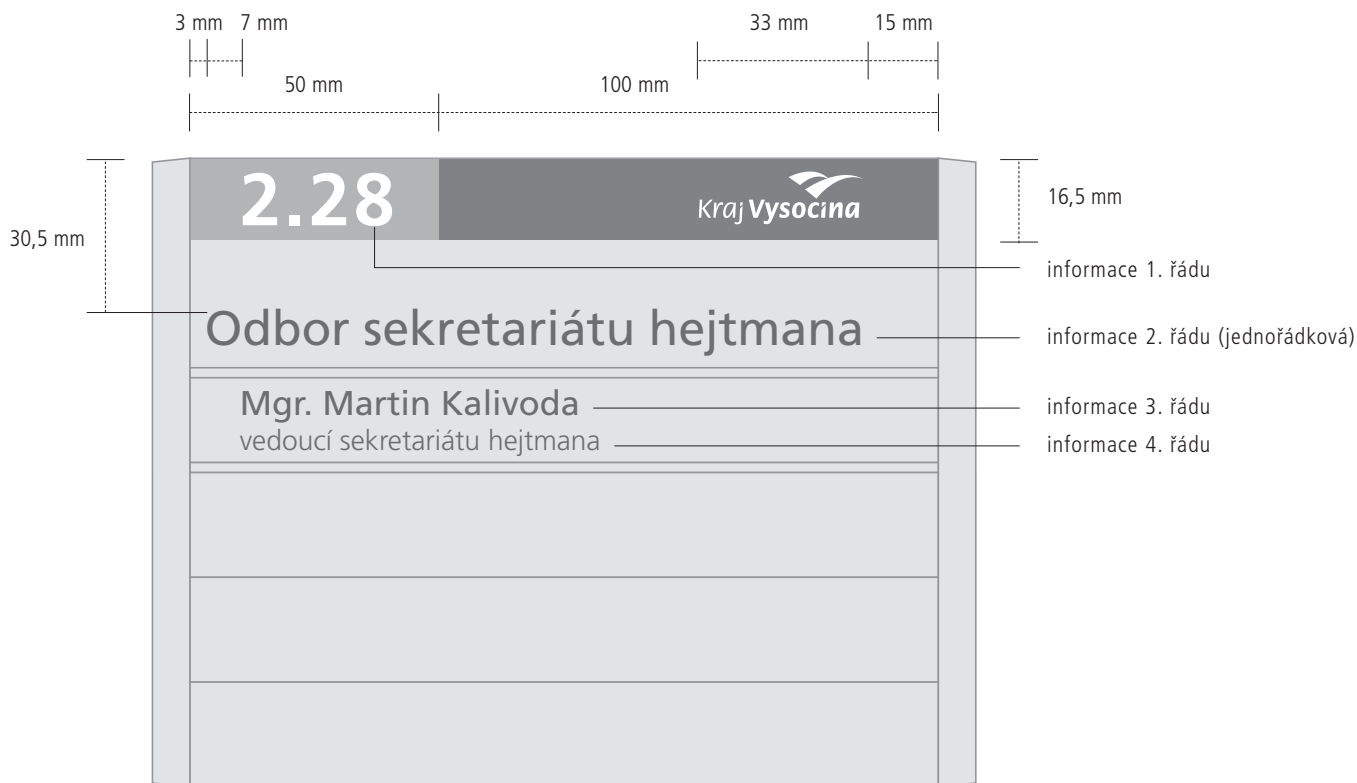 3 mm 7 mm 33 mm 15 mm
50 mm 100 mm
2.28 Kraj Vysočina 16,5 mm
30,5 mm
informace 1. řádu
Odbor sekretariátu hejtmana informace 2. řádu (jednořádková)
Mgr. Martin Kalivoda informace 3. řádu
vedoucí sekretariátu hejtmana informace 4. řádu